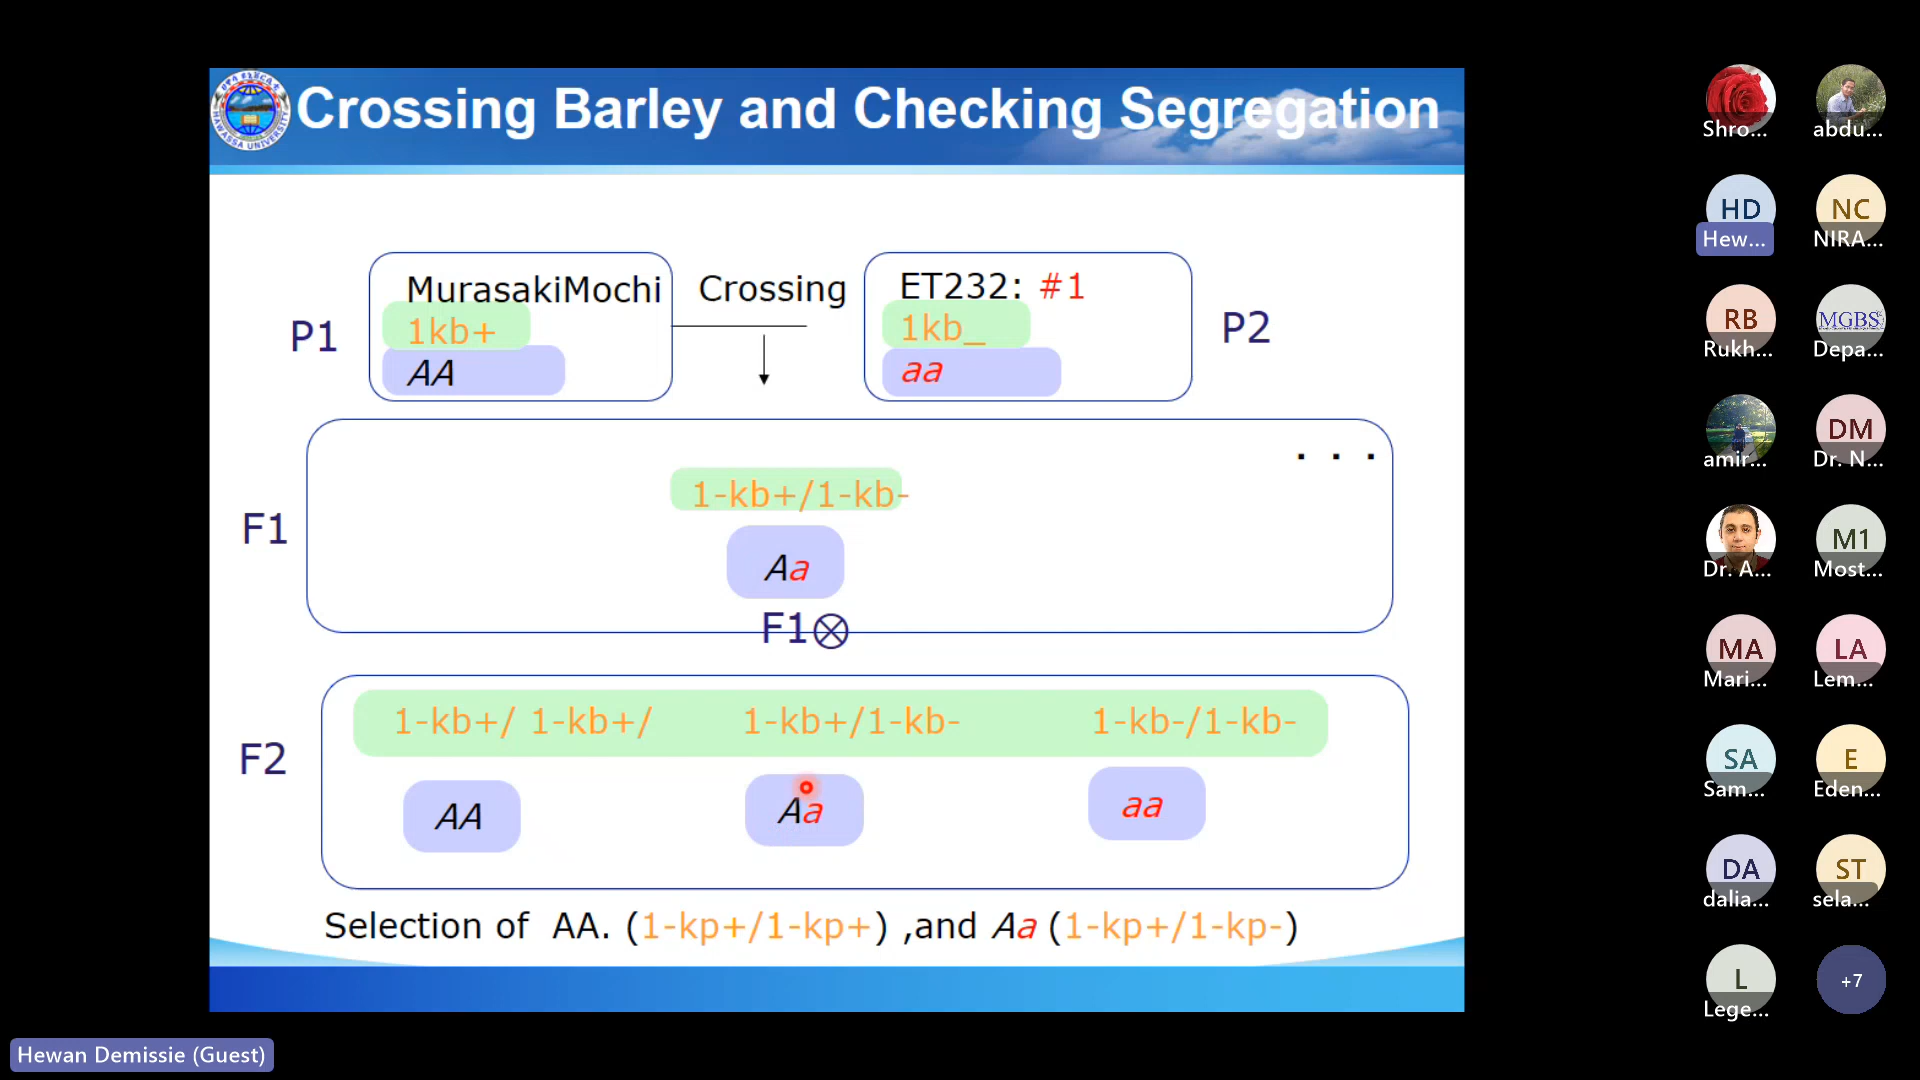 Crossing Barley and Checking Segregation
HAWASSA UNIVERSITY
P1
MurasakiMochi
1kb+
AA
Crossing
ET232: #1
1kb_
aa
P2
. . .
F1
1-kb+/1-kb-
Aa
F1⊗
F2
1-kb+/ 1-kb+/
1-kb+/1-kb-
1-kb-/1-kb-
AA
Aa
aa
Selection of AA. (1-kp+/1-kp+) ,and Aa (1-kp+/1-kp-)
Shro...
abdu...
HD
Hew...
NC
NIRA...
RB
Rukh...
MGBS
Depa...
amir...
DM
Dr. N...
Dr. A...
M1
Most...
MA
Mari...
LA
Lem...
SA
Sam...
E
Eden...
DA
dalia...
ST
sela...
L
Lege...
+7
Hewan Demissie (Guest)